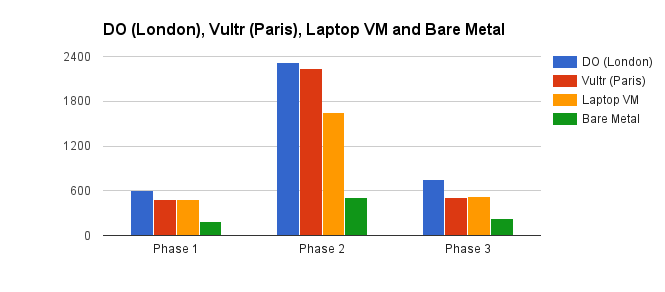 DO (London), Vultr (Paris), Laptop VM and Bare Metal
2400
1800
1200
600
0
Phase 1
Phase 2
Phase 3
DO (London)
Vultr (Paris)
Laptop VM
Bare Metal